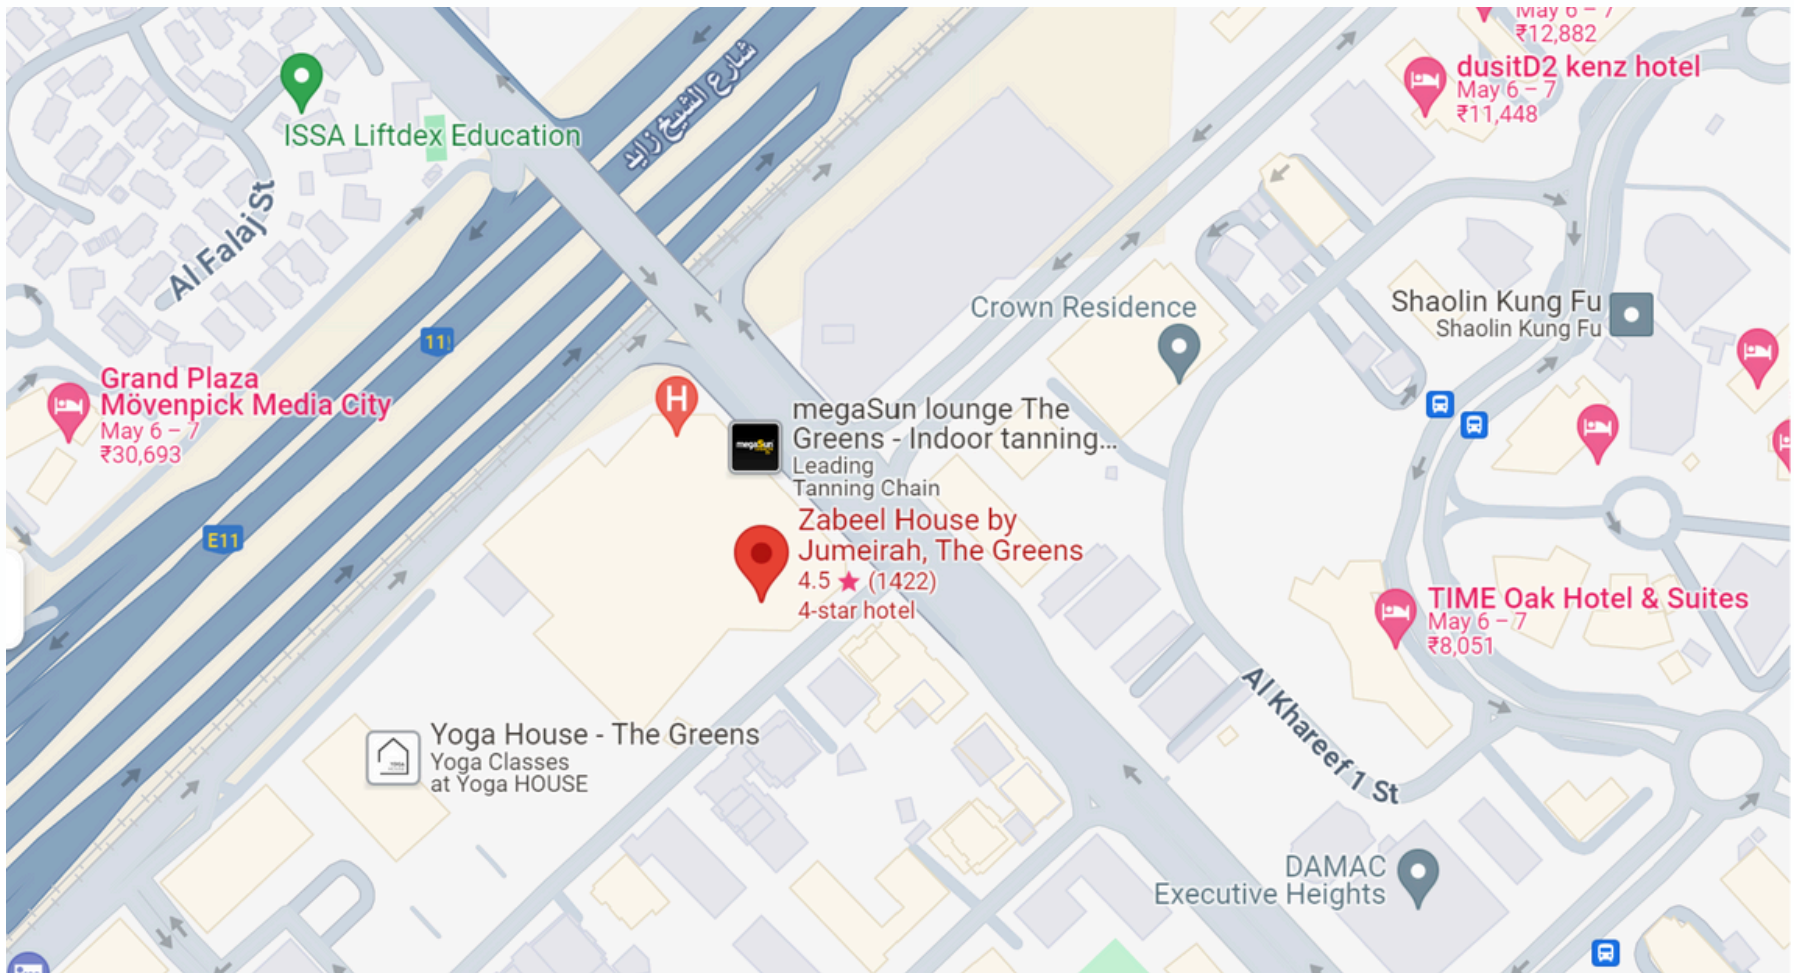 May 6 – 7
₹12,882
dusitD2 kenz hotel
May 6 – 7
₹11,448
شارع الشيخ زايد
ISSA Liftdex Education
Al Falaj St
Crown Residence
Shaolin Kung Fu
Shaolin Kung Fu
11
Grand Plaza
Mövenpick Media City
May 6 – 7
₹30,693
H
megaSun
megaSun lounge The
Greens - Indoor tanning...
Leading
Tanning Chain
E11
Zabeel House by
Jumeirah, The Greens
4.5 ★ (1422)
4-star hotel
TIME Oak Hotel & Suites
May 6 – 7
₹8,051
Al Khareef 1 St
Yoga House - The Greens
Yoga Classes
at Yoga HOUSE
DAMAC
Executive Heights